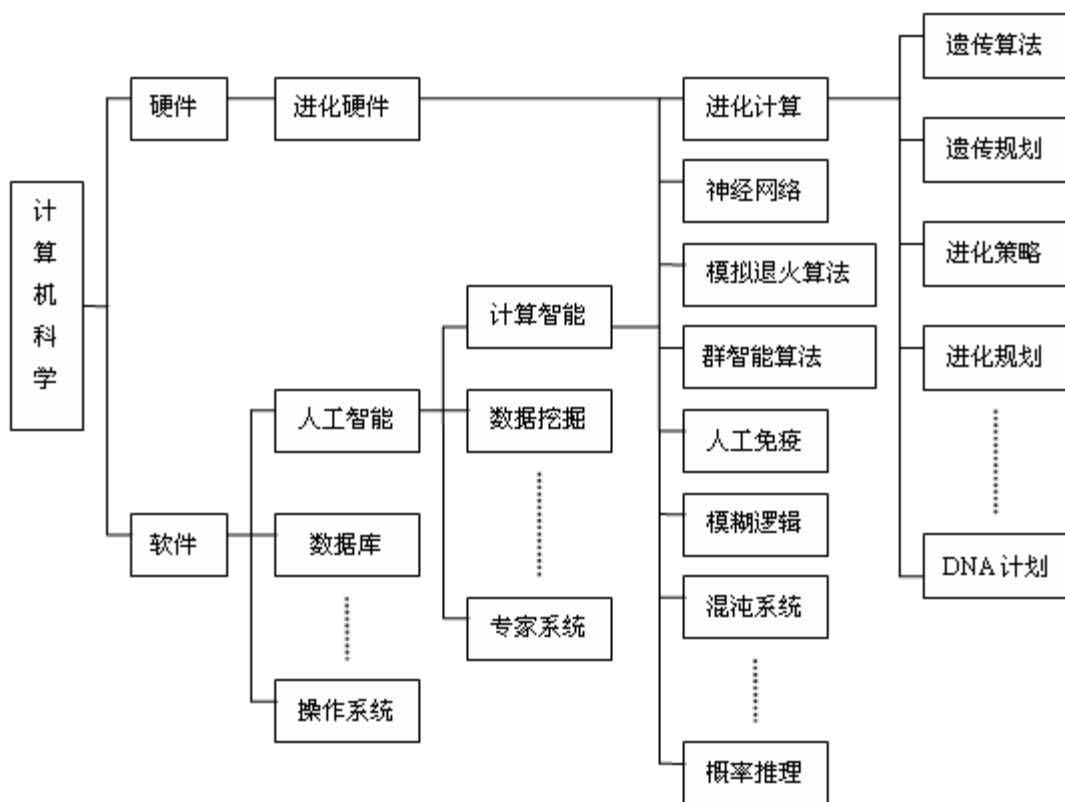 计算机科学
硬件
进化硬件
软件
人工智能
数据库
操作系统
计算智能
数据挖掘
专家系统
进化计算
神经网络
模拟退火算法
群智能算法
人工免疫
模糊逻辑
混沌系统
概率推理
遗传算法
遗传规划
进化策略
进化规划
DNA 计划